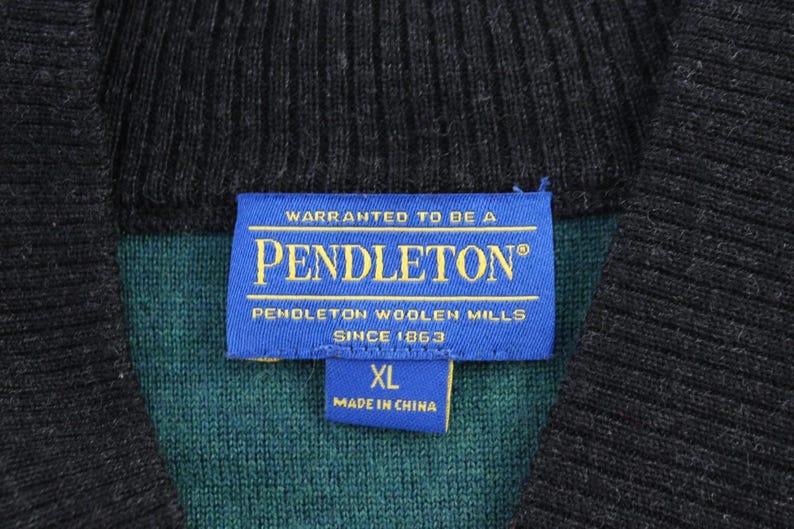 WARRANTED TO BE A
PENDLETON®
PENDLETON WOOLEN MILLS
SINCE 1863
XL
MADE IN CHINA